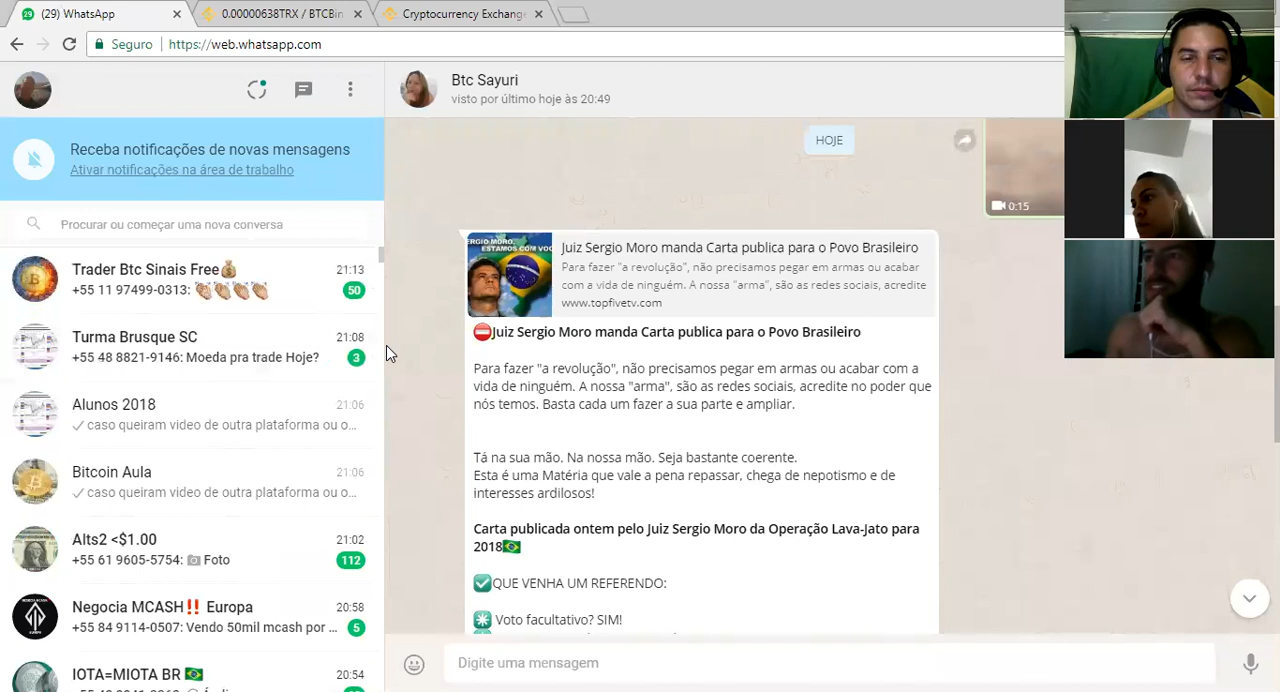 29 (29) WhatsApp
0.00000638TRX / BTCBin
Cryptocurrency Exchange
Seguro
https://web.whatsapp.com
Receba notificações de novas mensagens
Ativar notificações na área de trabalho
Procurar ou começar uma nova conversa
Trader Btc Sinais Free💰 21:13
+55 11 97499-0313: 👏🏼👏🏼👏🏼👏🏼 50
Turma Brusque SC 21:08
+55 48 8821-9146: Moeda pra trade Hoje? 3
Alunos 2018 21:06
✓ caso queiram video de outra plataforma ou o...
Bitcoin Aula 21:06
✓ caso queiram video de outra plataforma ou o...
Alts2 <$1.00 21:02
+55 61 9605-5754: 📷 Foto 112
Negocia MCASH‼️ Europa 20:58
+55 84 9114-0507: Vendo 50mil mcash por ... 5
IOTA=MIOTA BR 🇧🇷 20:54
Btc Sayuri
visto por último hoje às 20:49
HOJE
0:15
SERGIO MORO,
ESTAMOS COM VOC
Juiz Sergio Moro manda Carta publica para o Povo Brasileiro
Para fazer "a revolução", não precisamos pegar em armas ou acabar
com a vida de ninguém. A nossa "arma", são as redes sociais, acredite
www.topfivetv.com
⛔Juiz Sergio Moro manda Carta publica para o Povo Brasileiro
Para fazer "a revolução", não precisamos pegar em armas ou acabar com a
vida de ninguém. A nossa "arma", são as redes sociais, acredite no poder que
nós temos. Basta cada um fazer a sua parte e ampliar.
Tá na sua mão. Na nossa mão. Seja bastante coerente.
Esta é uma Matéria que vale a pena repassar, chega de nepotismo e de
interesses ardilosos!
Carta publicada ontem pelo Juiz Sergio Moro da Operação Lava-Jato para
2018🇧🇷
✅QUE VENHA UM REFERENDO:
✳️ Voto facultativo? SIM!
Digite uma mensagem